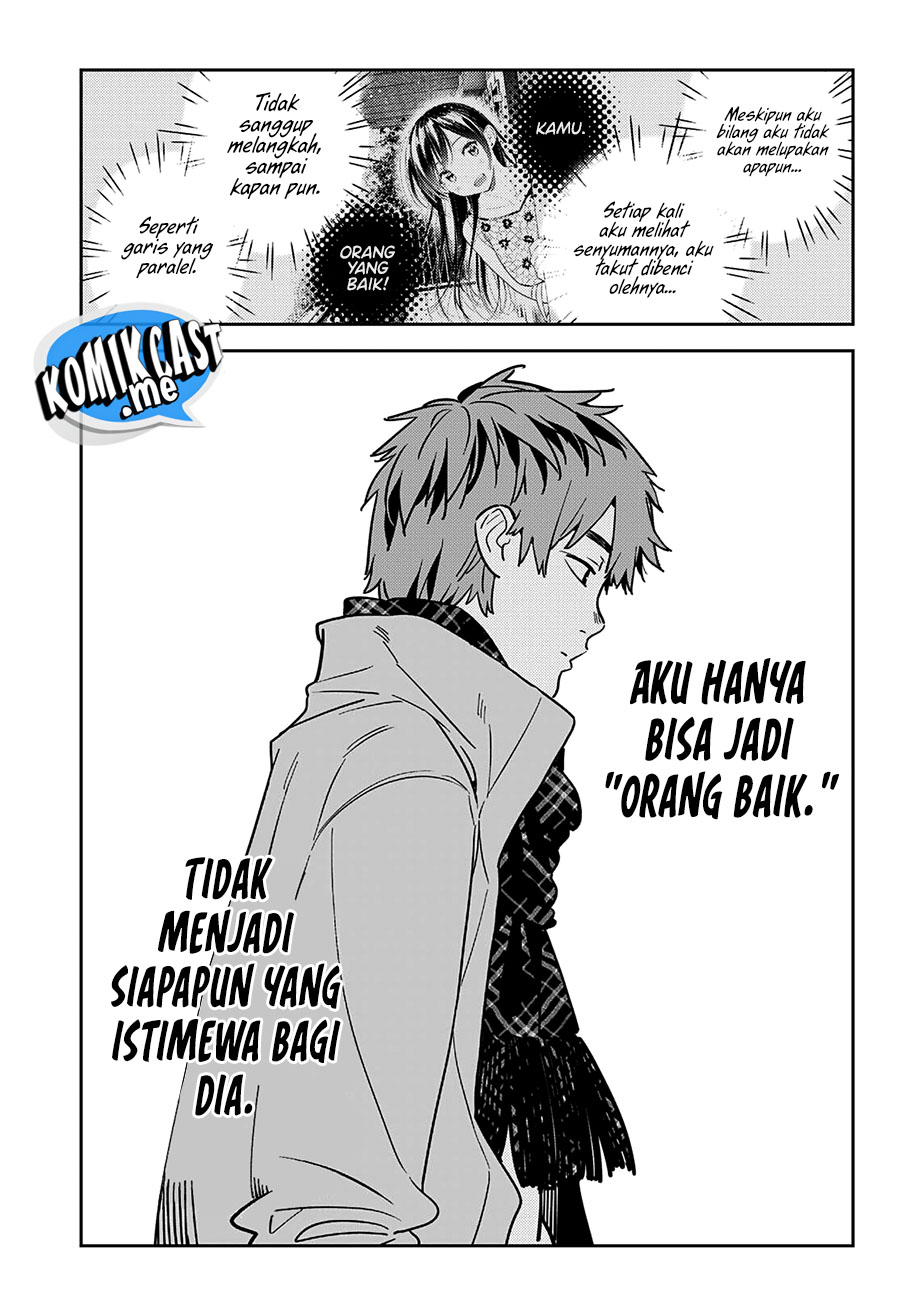 Meskipun aku
bilang aku tidak
akan melupakan
apapun...
Setiap kali
aku melihat
senyumannya, aku
takut dibenci
olehnya...
KAMU.
ORANG
YANG
BAIK!
Tidak
sanggup
melangkah,
sampai
kapan pun.
Seperti
garis yang
paralel.
KOMIKCAST
.me
AKU HANYA
BISA JADI
"ORANG BAIK."
TIDAK
MENJADI
SIAPAPUN YANG
ISTIMEWA BAGI
DIA.